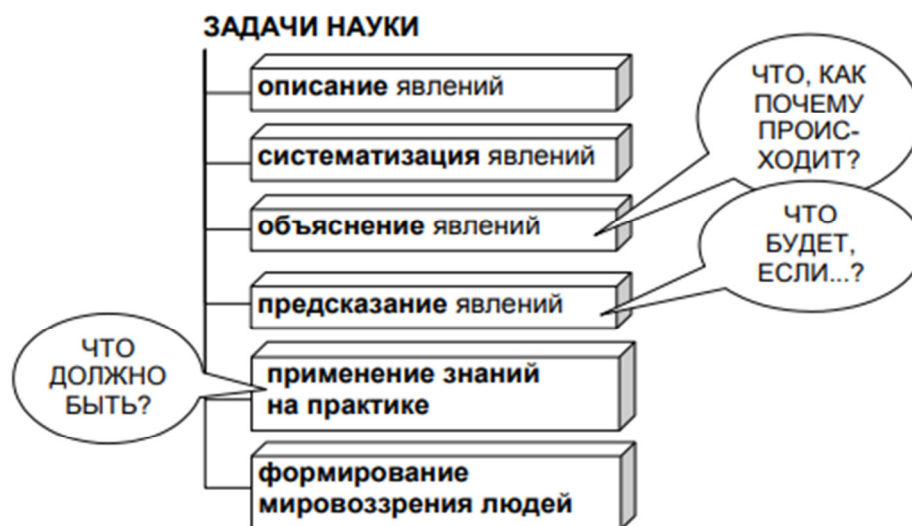 ЗАДАЧИ НАУКИ
описание явлений
систематизация явлений
объяснение явлений
ЧТО, КАК
ПОЧЕМУ
ПРОИС-
ХОДИТ?
предсказание явлений
ЧТО
БУДЕТ,
ЕСЛИ...?
ЧТО
ДОЛЖНО
БЫТЬ?
применение знаний
на практике
формирование
мировоззрения людей